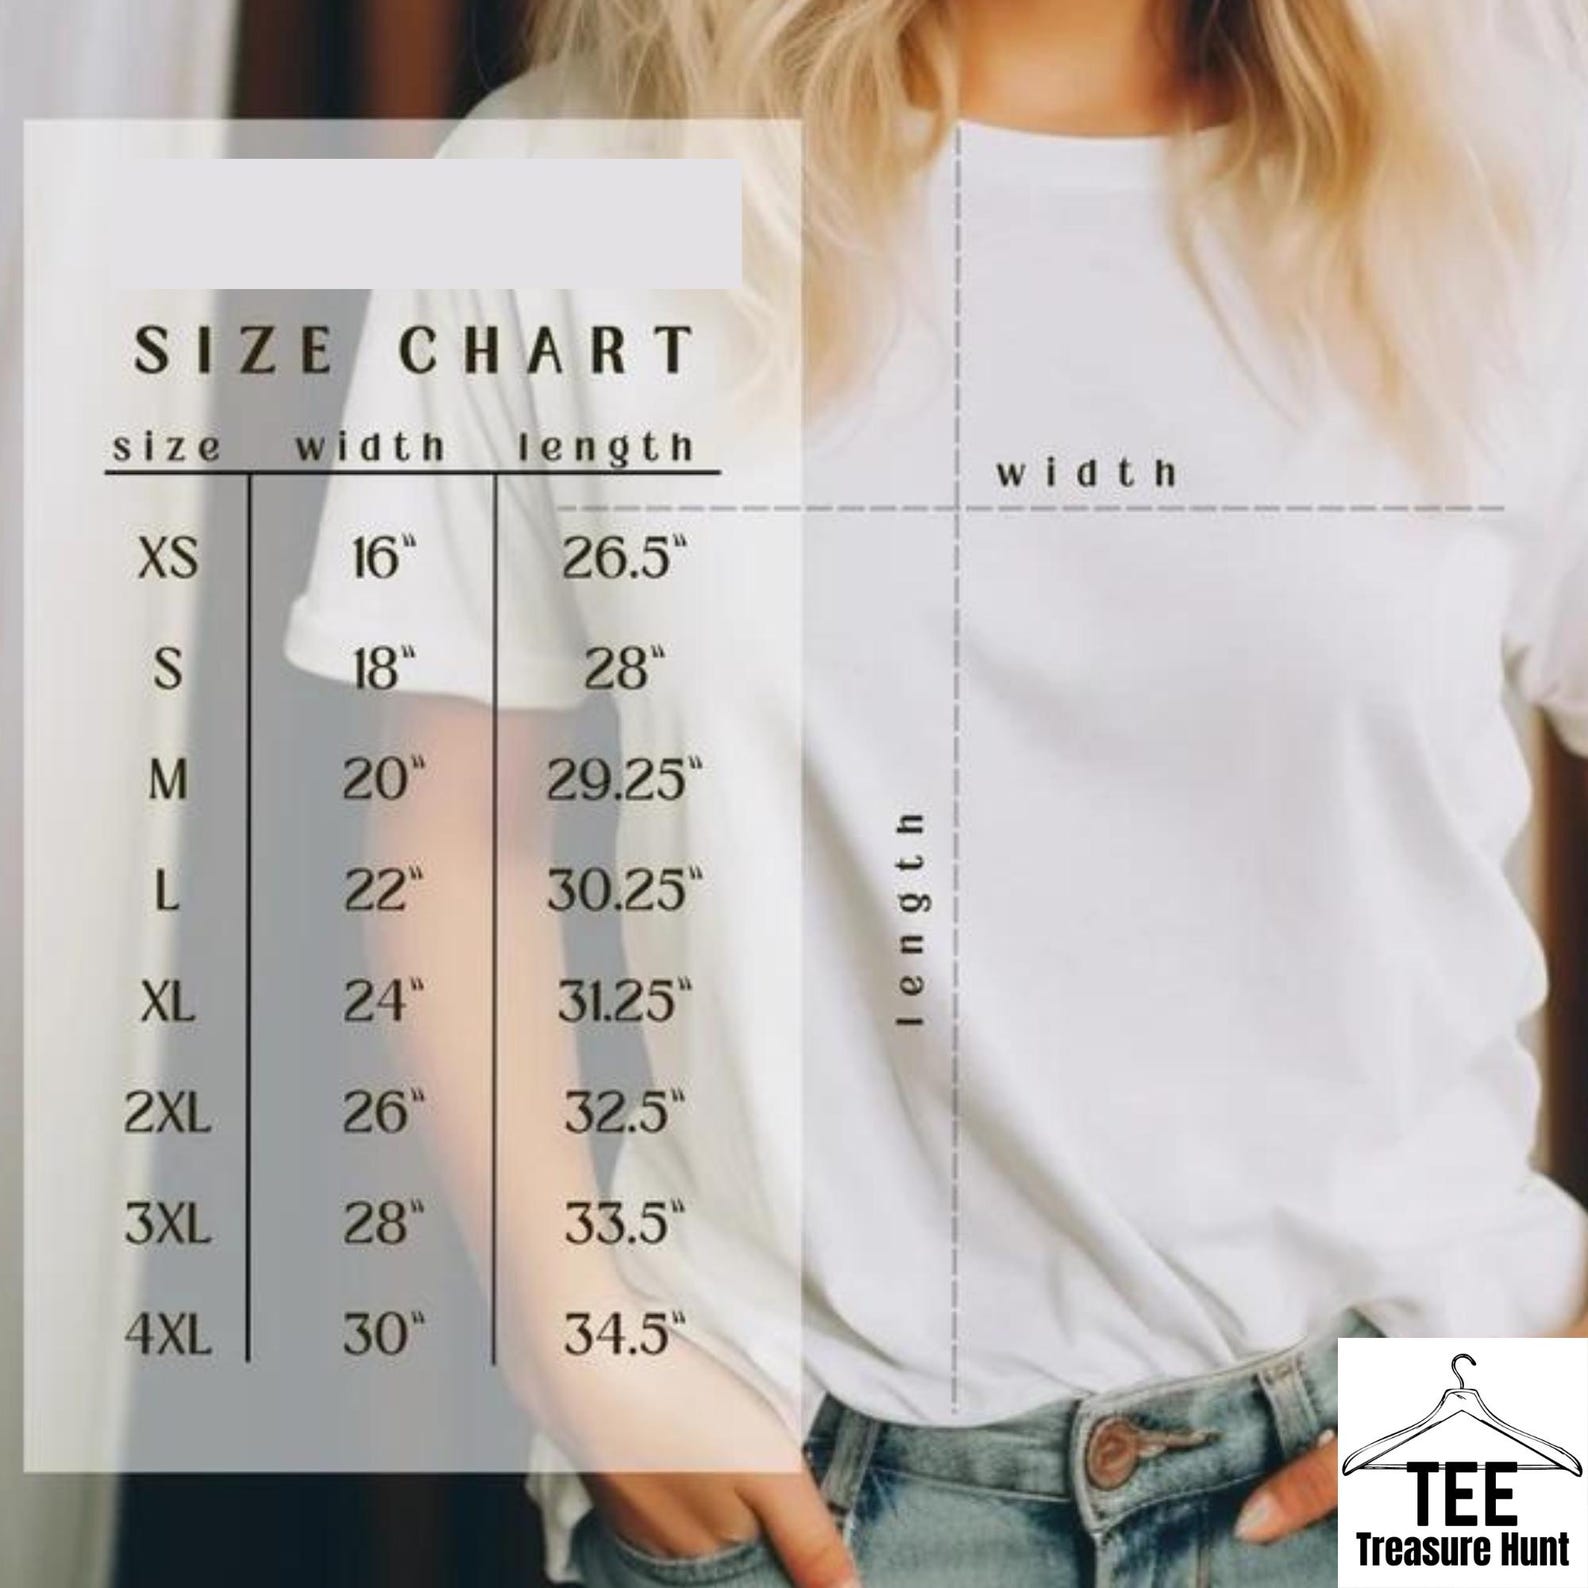 SIZE CHART
size width length
XS 16" 26.5"
S 18" 28"
M 20" 29.25"
L 22" 30.25"
XL 24" 31.25"
2XL 26" 32.5"
3XL 28" 33.5"
4XL 30" 34.5"
width
length
TEE
Treasure Hunt